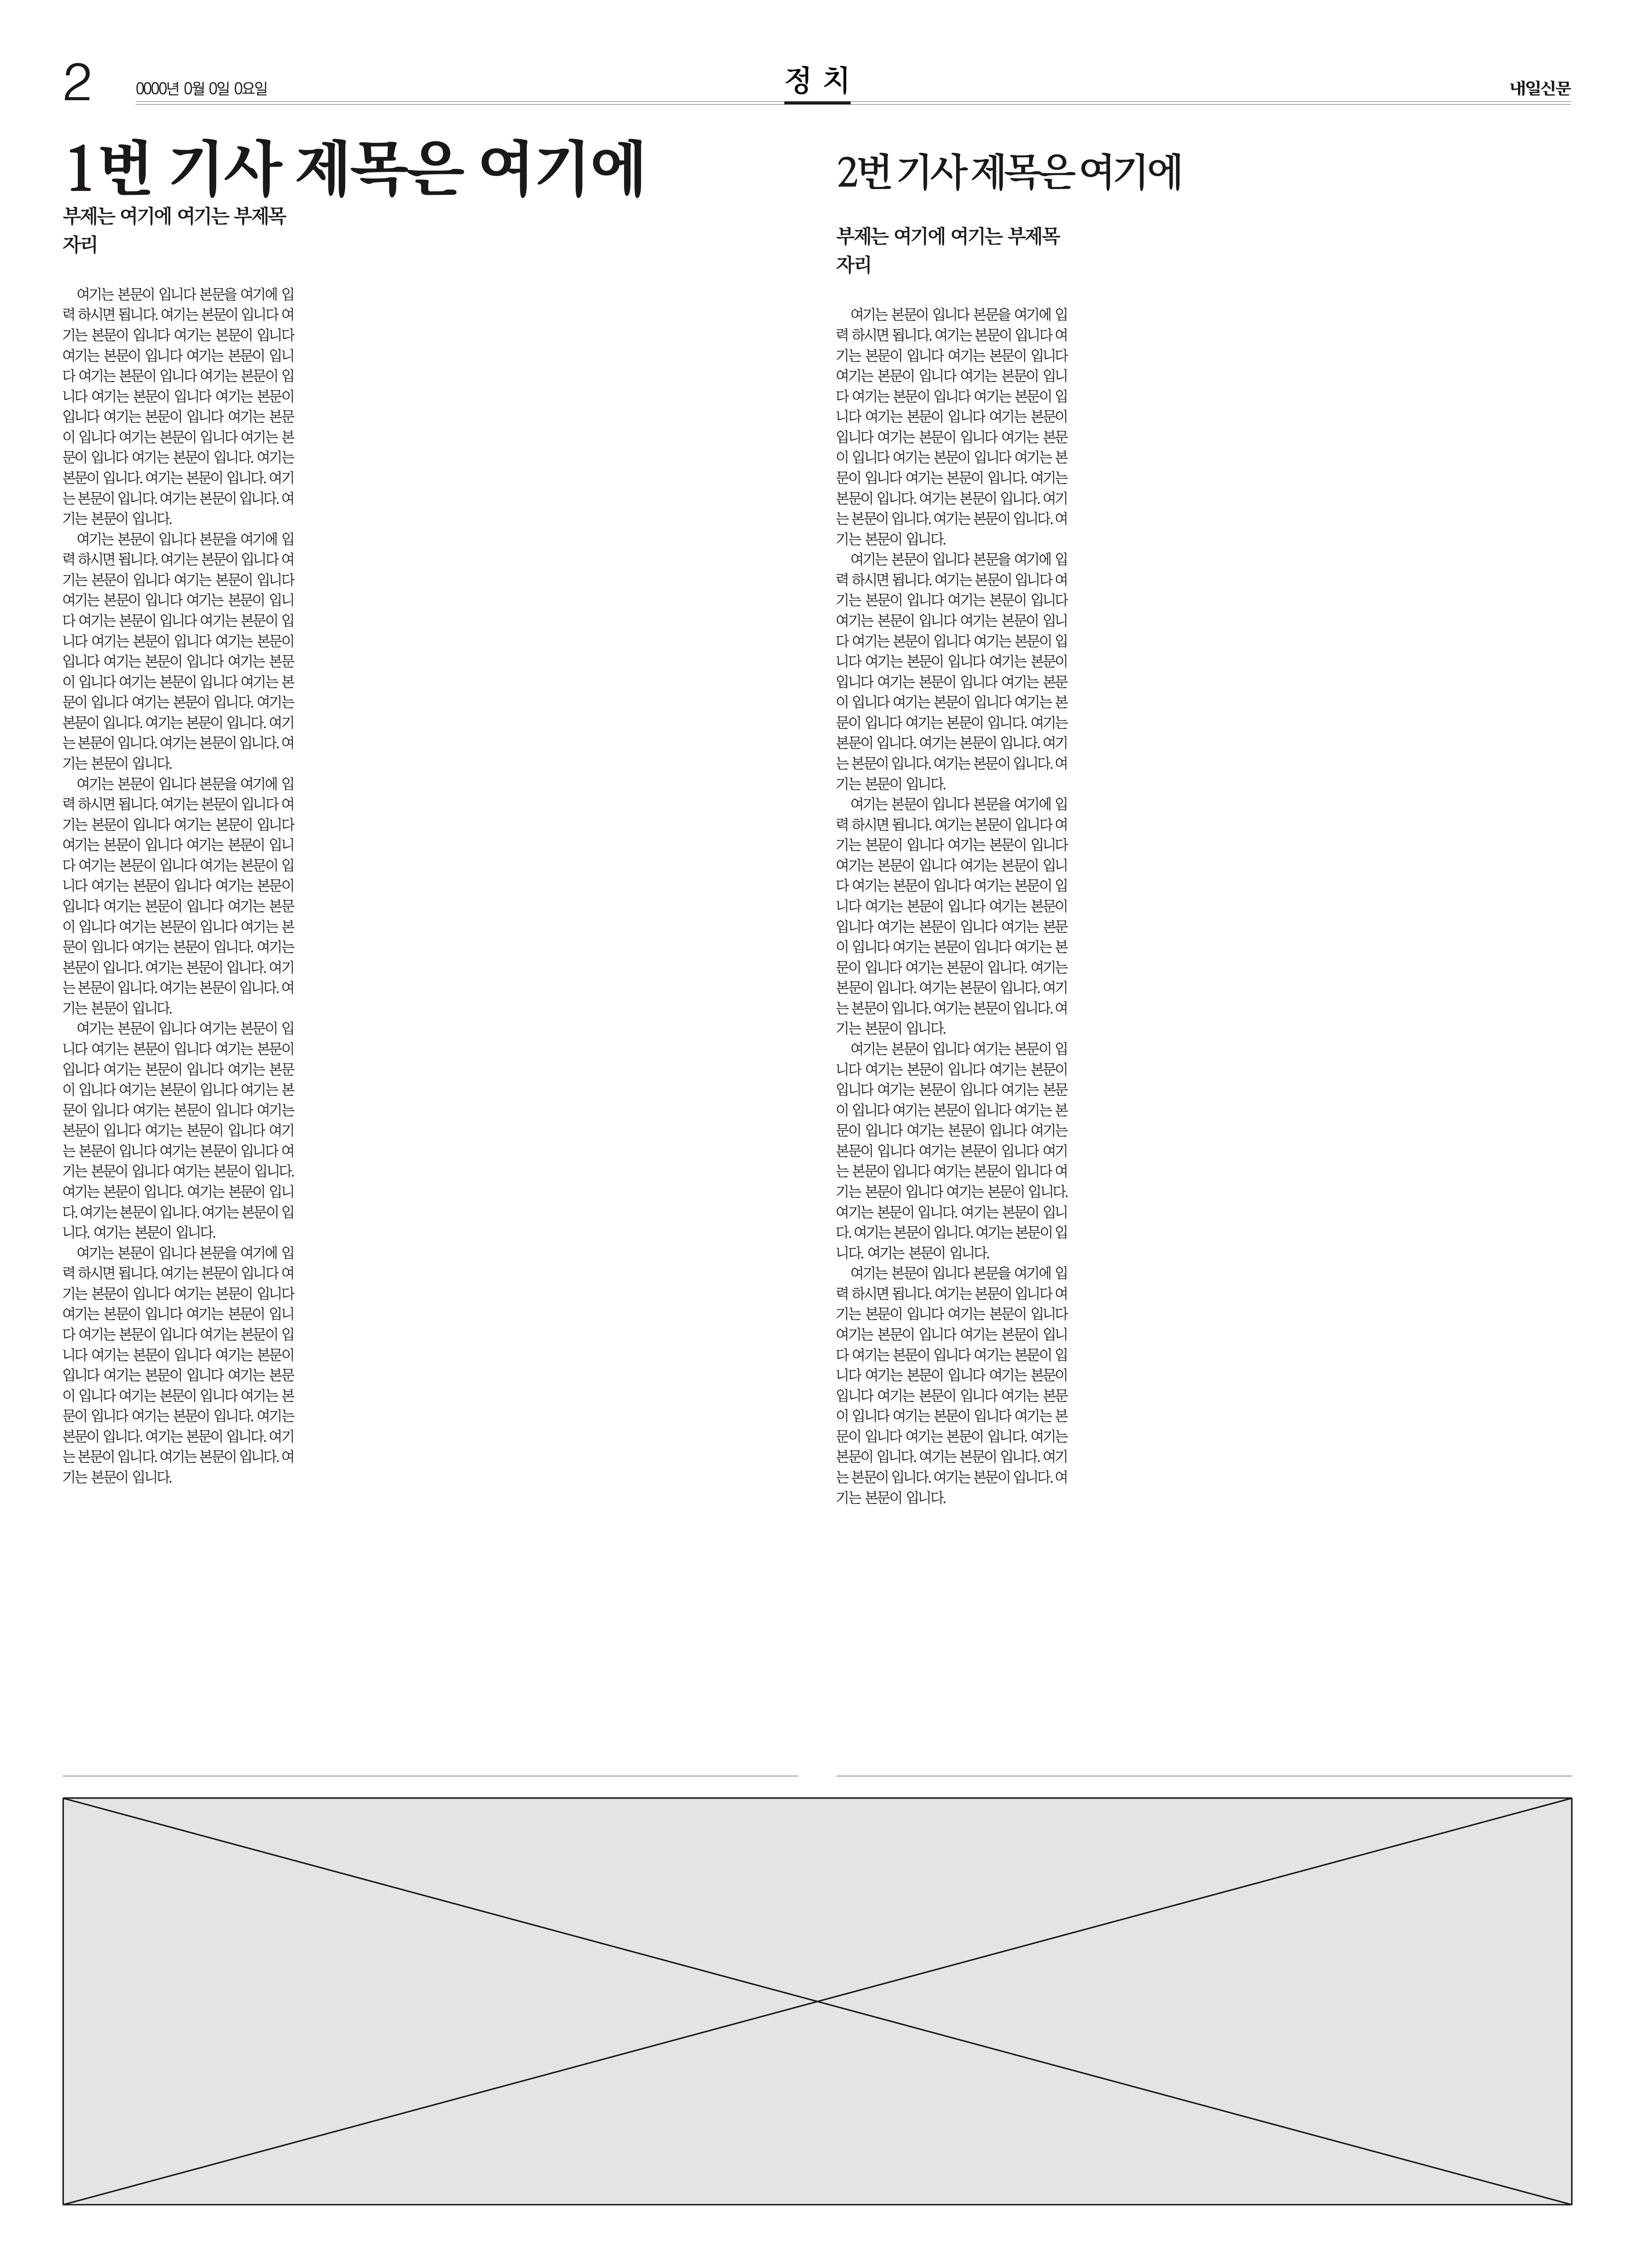 2
0000년 0월 0일 0요일
정 치
내일신문
1번 기사 제목은 여기에
부제는 여기에 여기는 부제목
자리
여기는 본문이 입니다 본문을 여기에 입
력 하시면 됩니다. 여기는 본문이 입니다 여
기는 본문이 입니다 여기는 본문이 입니다
여기는 본문이 입니다 여기는 본문이 입니
다 여기는 본문이 입니다 여기는 본문이 입
니다 여기는 본문이 입니다 여기는 본문이
입니다 여기는 본문이 입니다 여기는 본문
이 입니다 여기는 본문이 입니다 여기는 본
문이 입니다 여기는 본문이 입니다. 여기는
본문이 입니다. 여기는 본문이 입니다. 여기
는 본문이 입니다. 여기는 본문이 입니다. 여
기는 본문이 입니다.
여기는 본문이 입니다 본문을 여기에 입
력 하시면 됩니다. 여기는 본문이 입니다 여
기는 본문이 입니다 여기는 본문이 입니다
여기는 본문이 입니다 여기는 본문이 입니
다 여기는 본문이 입니다 여기는 본문이 입
니다 여기는 본문이 입니다 여기는 본문이
입니다 여기는 본문이 입니다 여기는 본문
이 입니다 여기는 본문이 입니다 여기는 본
문이 입니다 여기는 본문이 입니다. 여기는
본문이 입니다. 여기는 본문이 입니다. 여기
는 본문이 입니다. 여기는 본문이 입니다. 여
기는 본문이 입니다.
여기는 본문이 입니다 본문을 여기에 입
력 하시면 됩니다. 여기는 본문이 입니다 여
기는 본문이 입니다 여기는 본문이 입니다
여기는 본문이 입니다 여기는 본문이 입니
다 여기는 본문이 입니다 여기는 본문이 입
니다 여기는 본문이 입니다 여기는 본문이
입니다 여기는 본문이 입니다 여기는 본문
이 입니다 여기는 본문이 입니다 여기는 본
문이 입니다 여기는 본문이 입니다. 여기는
본문이 입니다. 여기는 본문이 입니다. 여기
는 본문이 입니다. 여기는 본문이 입니다. 여
기는 본문이 입니다.
여기는 본문이 입니다 여기는 본문이 입
니다 여기는 본문이 입니다 여기는 본문이
입니다 여기는 본문이 입니다 여기는 본문
이 입니다 여기는 본문이 입니다 여기는 본
문이 입니다 여기는 본문이 입니다 여기는
본문이 입니다 여기는 본문이 입니다 여기
는 본문이 입니다 여기는 본문이 입니다 여
기는 본문이 입니다 여기는 본문이 입니다.
여기는 본문이 입니다. 여기는 본문이 입니
다. 여기는 본문이 입니다. 여기는 본문이 입
니다. 여기는 본문이 입니다.
여기는 본문이 입니다 본문을 여기에 입
력 하시면 됩니다. 여기는 본문이 입니다 여
기는 본문이 입니다 여기는 본문이 입니다
여기는 본문이 입니다 여기는 본문이 입니
다 여기는 본문이 입니다 여기는 본문이 입
니다 여기는 본문이 입니다 여기는 본문이
입니다 여기는 본문이 입니다 여기는 본문
이 입니다 여기는 본문이 입니다 여기는 본
문이 입니다 여기는 본문이 입니다. 여기는
본문이 입니다. 여기는 본문이 입니다. 여기
는 본문이 입니다. 여기는 본문이 입니다. 여
기는 본문이 입니다.
2번 기사 제목은 여기에
부제는 여기에 여기는 부제목
자리
여기는 본문이 입니다 본문을 여기에 입
력 하시면 됩니다. 여기는 본문이 입니다 여
기는 본문이 입니다 여기는 본문이 입니다
여기는 본문이 입니다 여기는 본문이 입니
다 여기는 본문이 입니다 여기는 본문이 입
니다 여기는 본문이 입니다 여기는 본문이
입니다 여기는 본문이 입니다 여기는 본문
이 입니다 여기는 본문이 입니다 여기는 본
문이 입니다 여기는 본문이 입니다. 여기는
본문이 입니다. 여기는 본문이 입니다. 여기
는 본문이 입니다. 여기는 본문이 입니다. 여
기는 본문이 입니다.
여기는 본문이 입니다 본문을 여기에 입
력 하시면 됩니다. 여기는 본문이 입니다 여
기는 본문이 입니다 여기는 본문이 입니다
여기는 본문이 입니다 여기는 본문이 입니
다 여기는 본문이 입니다 여기는 본문이 입
니다 여기는 본문이 입니다 여기는 본문이
입니다 여기는 본문이 입니다 여기는 본문
이 입니다 여기는 본문이 입니다 여기는 본
문이 입니다 여기는 본문이 입니다. 여기는
본문이 입니다. 여기는 본문이 입니다. 여기
는 본문이 입니다. 여기는 본문이 입니다. 여
기는 본문이 입니다.
여기는 본문이 입니다 본문을 여기에 입
력 하시면 됩니다. 여기는 본문이 입니다 여
기는 본문이 입니다 여기는 본문이 입니다
여기는 본문이 입니다 여기는 본문이 입니
다 여기는 본문이 입니다 여기는 본문이 입
니다 여기는 본문이 입니다 여기는 본문이
입니다 여기는 본문이 입니다 여기는 본문
이 입니다 여기는 본문이 입니다 여기는 본
문이 입니다 여기는 본문이 입니다. 여기는
본문이 입니다. 여기는 본문이 입니다. 여기
는 본문이 입니다. 여기는 본문이 입니다. 여
기는 본문이 입니다.
여기는 본문이 입니다 여기는 본문이 입
니다 여기는 본문이 입니다 여기는 본문이
입니다 여기는 본문이 입니다 여기는 본문
이 입니다 여기는 본문이 입니다 여기는 본
문이 입니다 여기는 본문이 입니다 여기는
본문이 입니다 여기는 본문이 입니다 여기
는 본문이 입니다 여기는 본문이 입니다 여
기는 본문이 입니다 여기는 본문이 입니다.
여기는 본문이 입니다. 여기는 본문이 입니
다. 여기는 본문이 입니다. 여기는 본문이 입
니다. 여기는 본문이 입니다.
여기는 본문이 입니다 본문을 여기에 입
력 하시면 됩니다. 여기는 본문이 입니다 여
기는 본문이 입니다 여기는 본문이 입니다
여기는 본문이 입니다 여기는 본문이 입니
다 여기는 본문이 입니다 여기는 본문이 입
니다 여기는 본문이 입니다 여기는 본문이
입니다 여기는 본문이 입니다 여기는 본문
이 입니다 여기는 본문이 입니다 여기는 본
문이 입니다 여기는 본문이 입니다. 여기는
본문이 입니다. 여기는 본문이 입니다. 여기
는 본문이 입니다. 여기는 본문이 입니다. 여
기는 본문이 입니다.